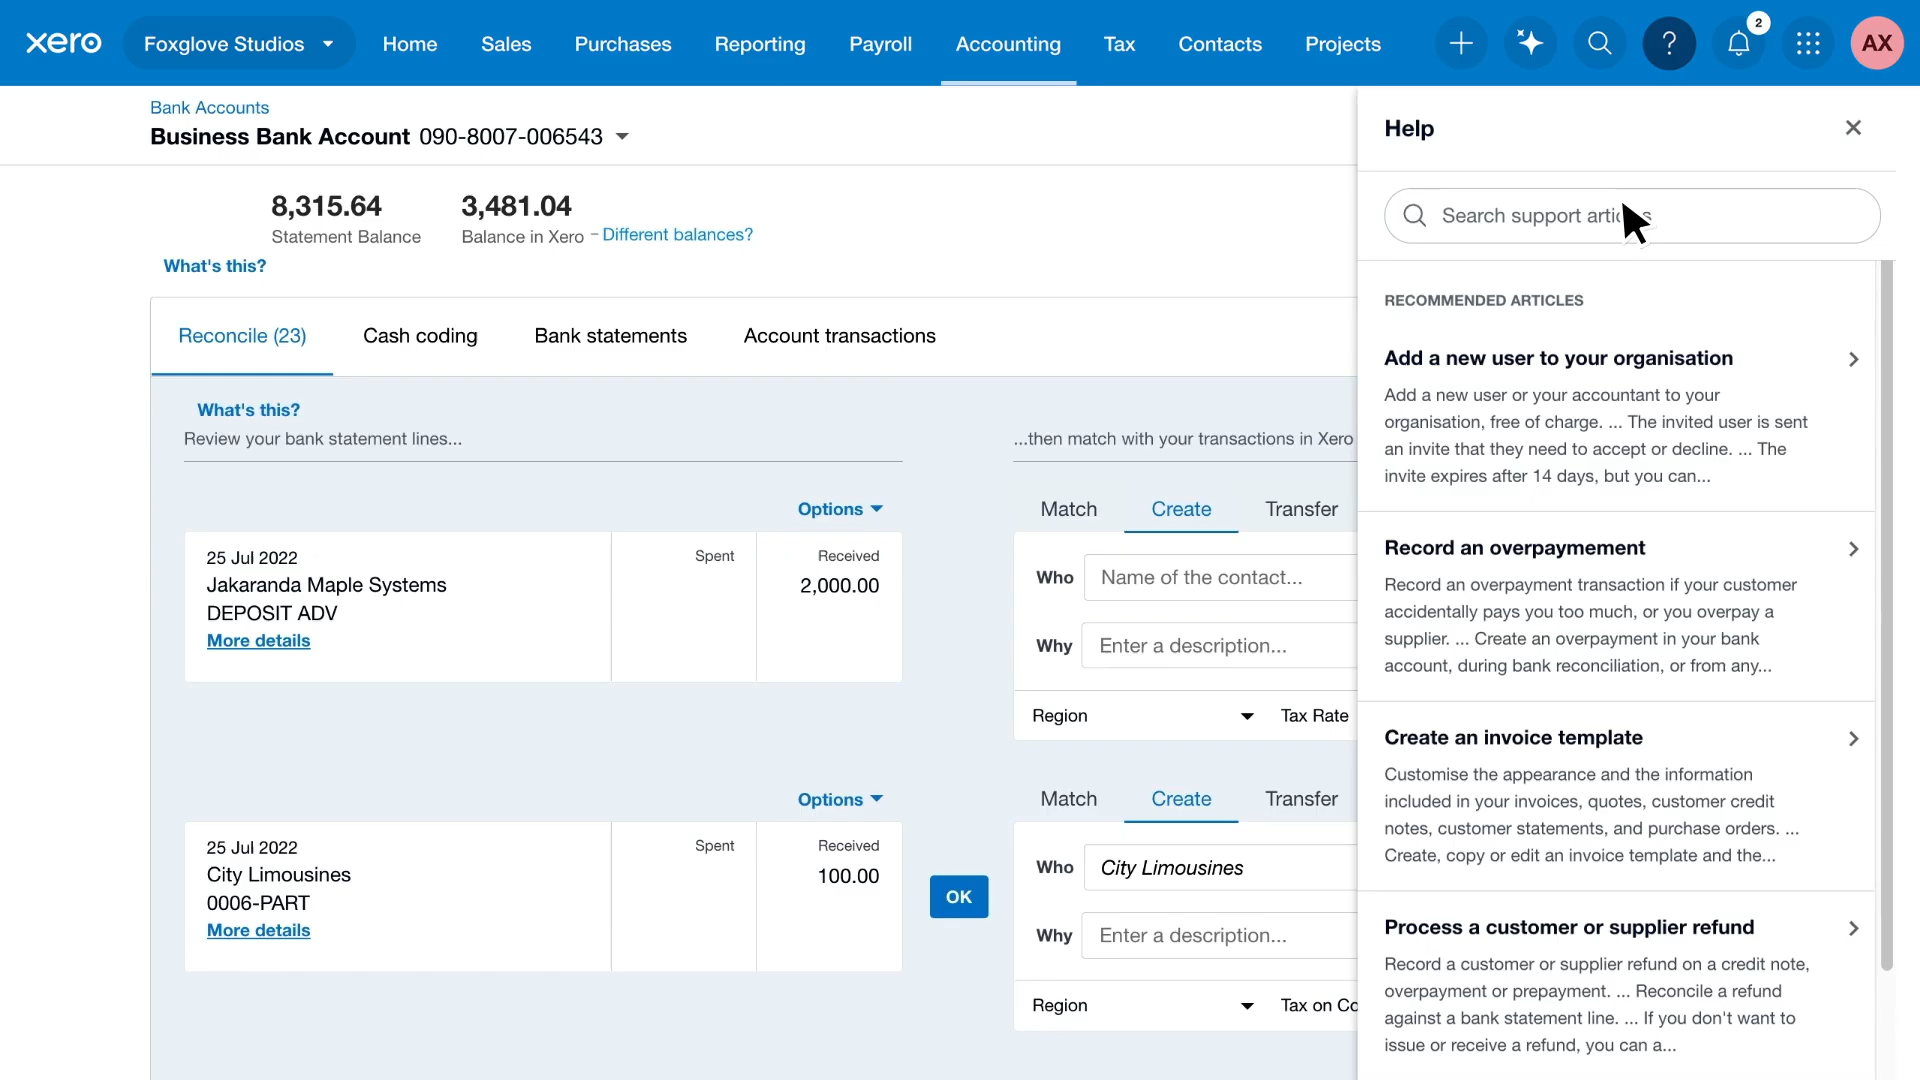 xero
Foxglove Studios
Home
Sales
Purchases
Reporting
Payroll
Accounting
Tax
Contacts
Projects
?
2
AX
Bank Accounts
Business Bank Account 090-8007-006543
8,315.64
Statement Balance
3,481.04
Balance in Xero - Different balances?
What's this?
Reconcile (23)
Cash coding
Bank statements
Account transactions
What's this?
Review your bank statement lines...
...then match with your transactions in Xero
Options
Match
Create
Transfer
25 Jul 2022
Jakaranda Maple Systems
DEPOSIT ADV
More details
Spent
Received
2,000.00
Who
Name of the contact...
Why
Enter a description...
Region
Tax Rate
Options
Match
Create
Transfer
25 Jul 2022
City Limousines
0006-PART
More details
Spent
Received
100.00
OK
Who
City Limousines
Why
Enter a description...
Region
Tax on
Help
Search support
RECOMMENDED ARTICLES
Add a new user to your organisation
Add a new user or your accountant to your
organisation, free of charge. ... The invited user is sent
an invite that they need to accept or decline. ... The
invite expires after 14 days, but you can...
Record an overpaymement
Record an overpayment transaction if your customer
accidentally pays you too much, or you overpay a
supplier. ... Create an overpayment in your bank
account, during bank reconciliation, or from any...
Create an invoice template
Customise the appearance and the information
included in your invoices, quotes, customer credit
notes, customer statements, and purchase orders. ...
Create, copy or edit an invoice template and the...
Process a customer or supplier refund
Record a customer or supplier refund on a credit note,
overpayment or prepayment. ... Reconcile a refund
against a bank statement line. ... If you don't want to
issue or receive a refund, you can a...